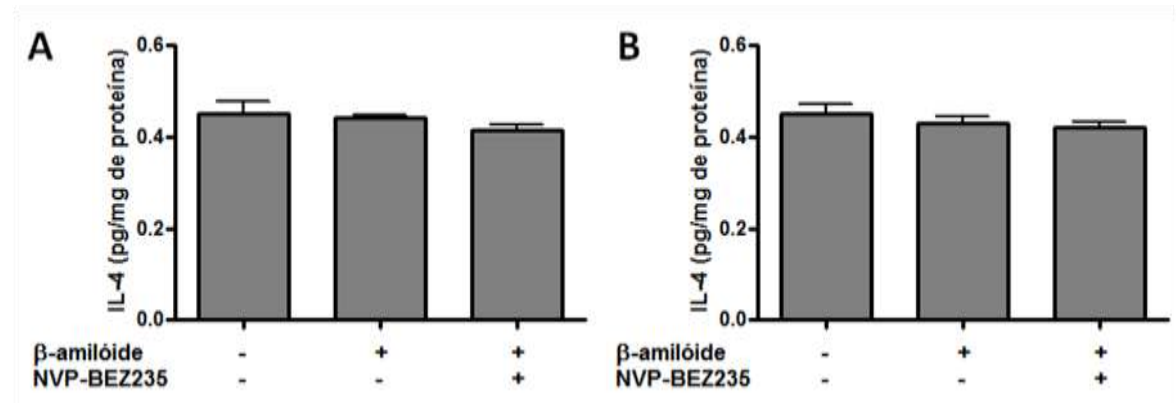 A
IL-4 (pg/mg de proteína)
0.6
0.4
0.2
0.0
β-amilóide - + +
NVP-BEZ235 - - +
B
IL-4 (pg/mg de proteína)
0.6
0.4
0.2
0.0
β-amilóide - + +
NVP-BEZ235 - - +